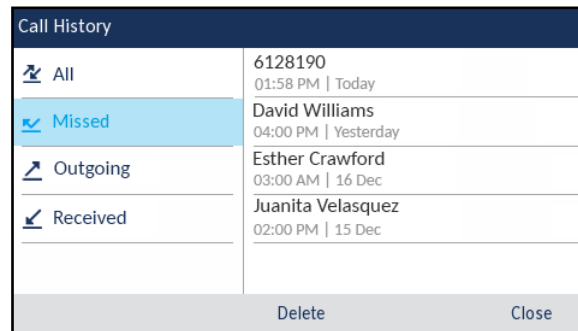 Call History
All
Missed
Outgoing
Received
6128190
01:58 PM | Today
David Williams
04:00 PM | Yesterday
Esther Crawford
03:00 AM | 16 Dec
Juanita Velasquez
02:00 PM | 15 Dec
Delete
Close